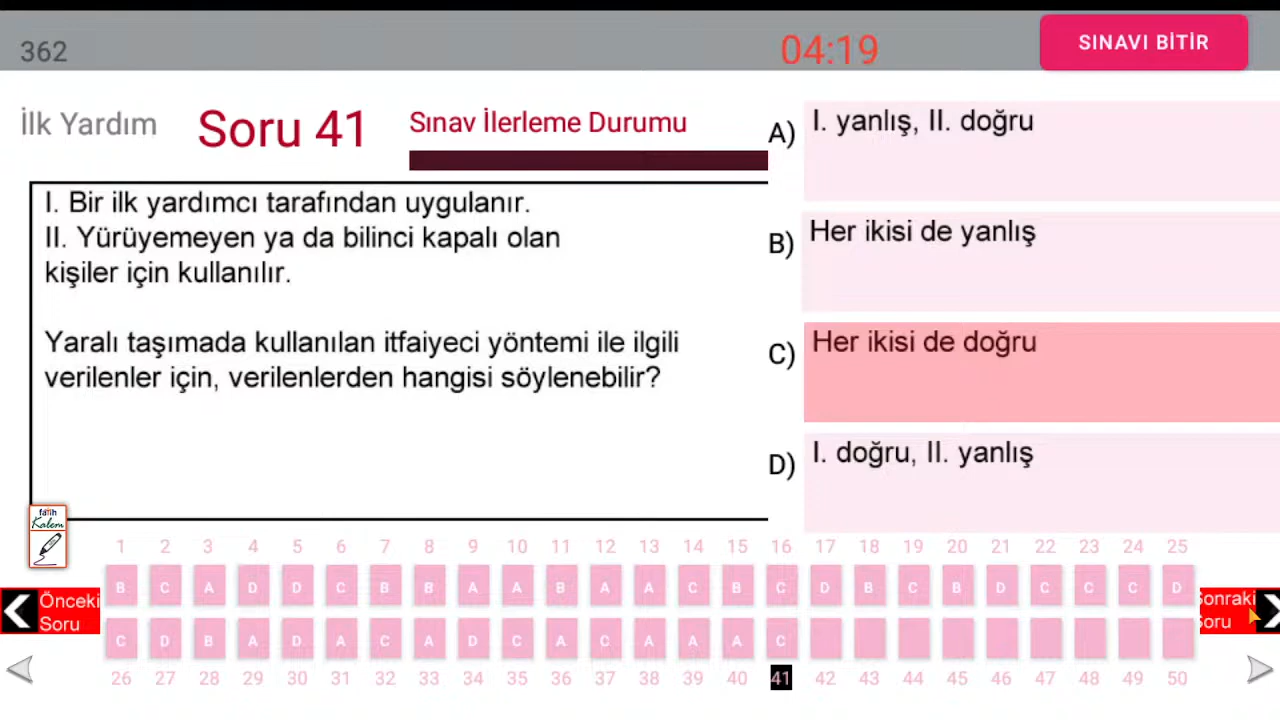 362
04:19
SINAVI BİTİR
İlk Yardım
Soru 41
Sınav İlerleme Durumu
I. Bir ilk yardımcı tarafından uygulanır.
II. Yürüyemeyen ya da bilinci kapalı olan
kişiler için kullanılır.
Yaralı taşımada kullanılan itfaiyeci yöntemi ile ilgili
verilenler için, verilenlerden hangisi söylenebilir?
A) I. yanlış, II. doğru
B) Her ikisi de yanlış
C) Her ikisi de doğru
D) I. doğru, II. yanlış
fatih
Kalem
1 2 3 4 5 6 7 8 9 10 11 12 13 14 15 16 17 18 19 20 21 22 23 24 25
B C A D D C B B A A B A A C B C D B C B D C C C D
C D B A D A C A D C A C A A A C
26 27 28 29 30 31 32 33 34 35 36 37 38 39 40 41 42 43 44 45 46 47 48 49 50
Önceki
Soru
Sonraki
Soru